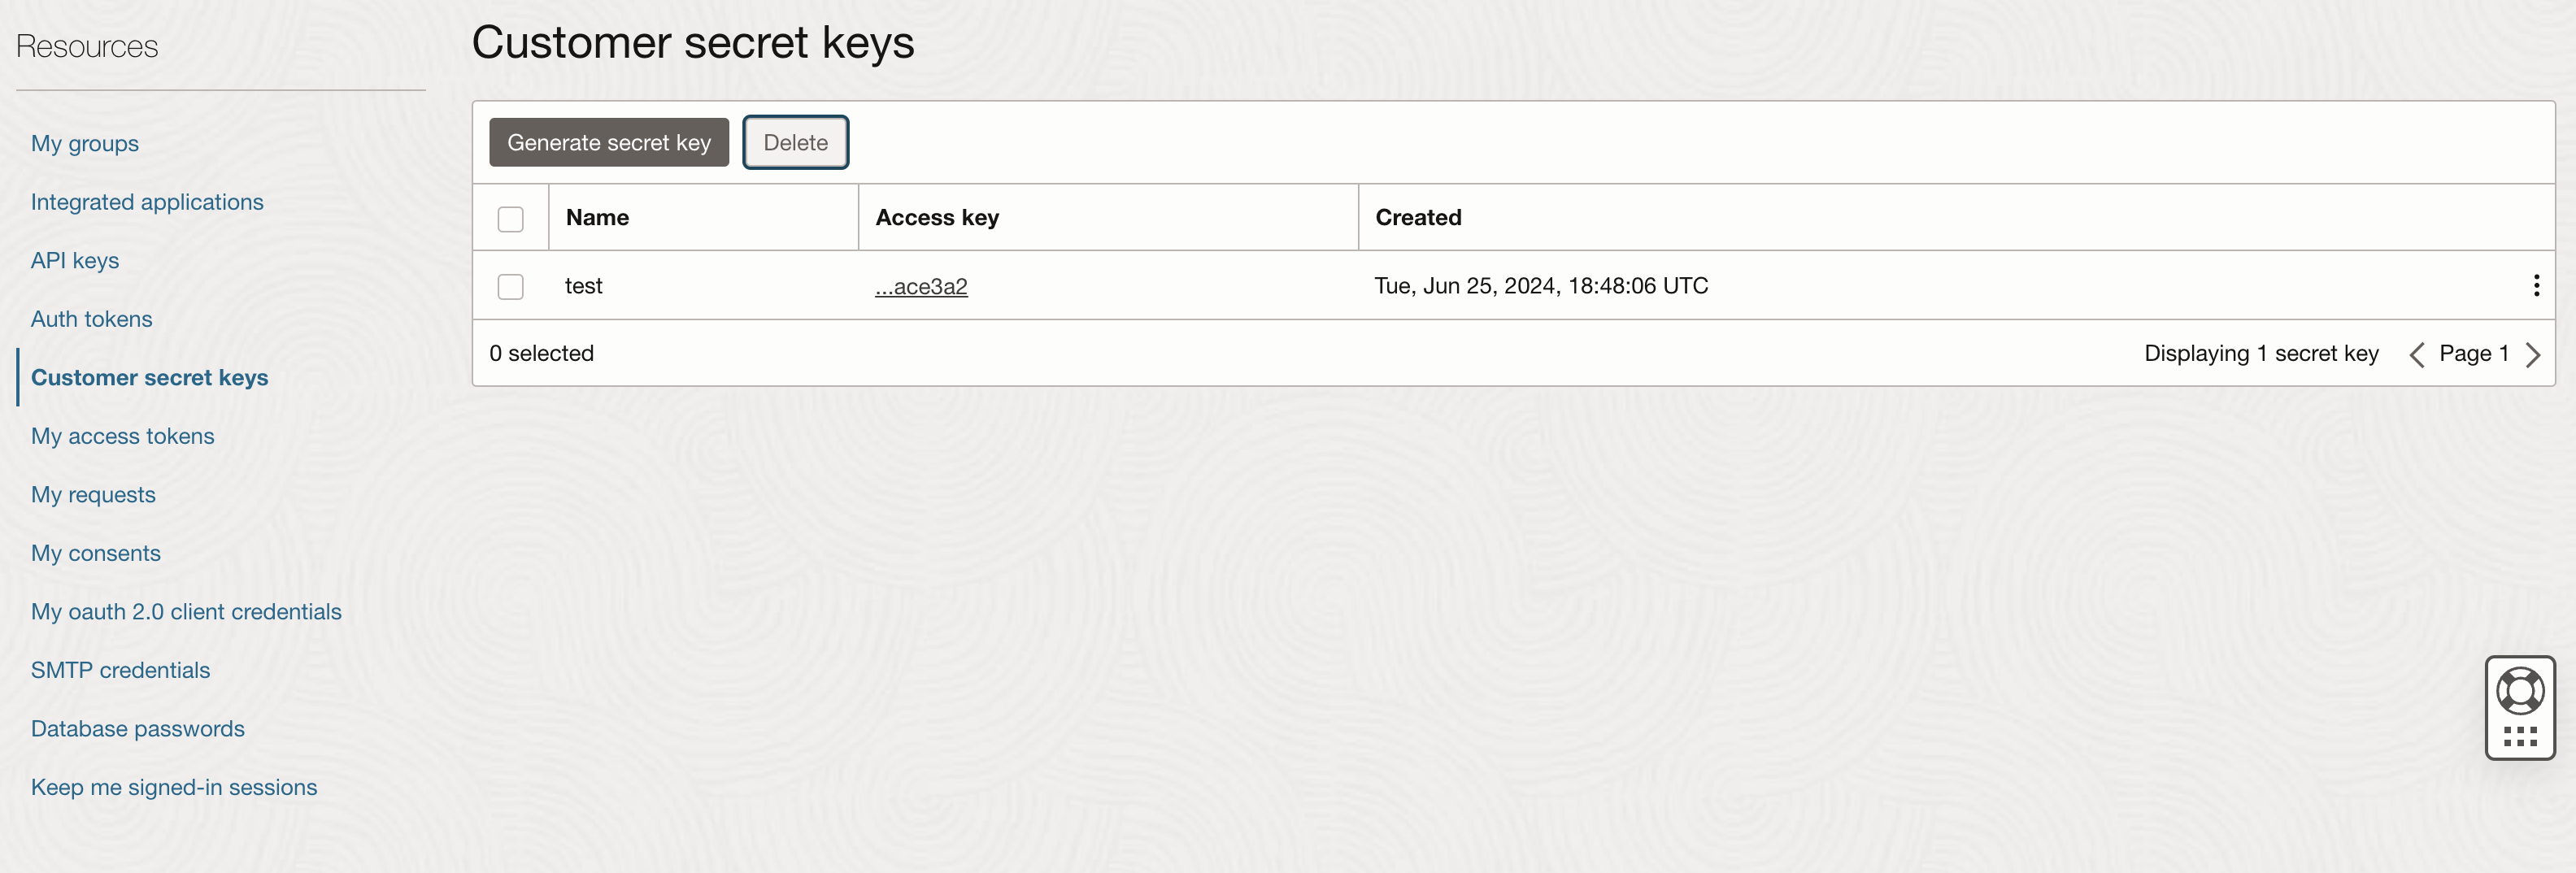 Resources
My groups
Integrated applications
API keys
Auth tokens
Customer secret keys
My access tokens
My requests
My consents
My oauth 2.0 client credentials
SMTP credentials
Database passwords
Keep me signed-in sessions
Customer secret keys
Generate secret key Delete
Name Access key Created
test ...ace3a2 Tue, Jun 25, 2024, 18:48:06 UTC
0 selected Displaying 1 secret key Page 1